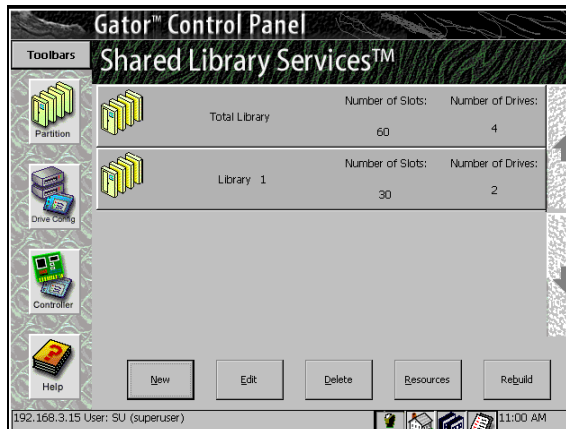 Gator™ Control Panel
Toolbars
Shared Library Services™
Partition
Drive Config
Controller
Help
Total Library
Number of Slots:
60
Number of Drives:
4
Library 1
Number of Slots:
30
Number of Drives:
2
New
Edit
Delete
Resources
Rebuild
192.168.3.15 User: SU (superuser)
11:00 AM